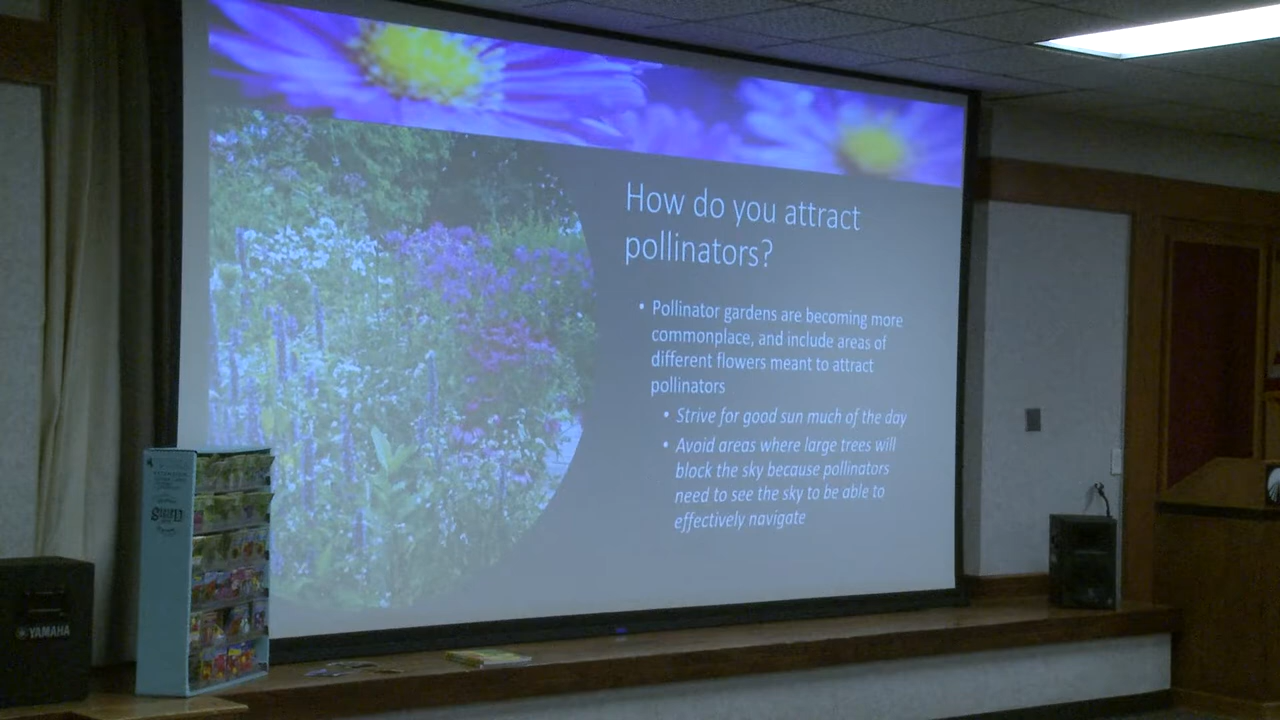 How do you attract
pollinators?
• Pollinator gardens are becoming more
commonplace, and include areas of
different flowers meant to attract
pollinators
• Strive for good sun much of the day
• Avoid areas where large trees will
block the sky because pollinators
need to see the sky to be able to
effectively navigate
YAMAHA